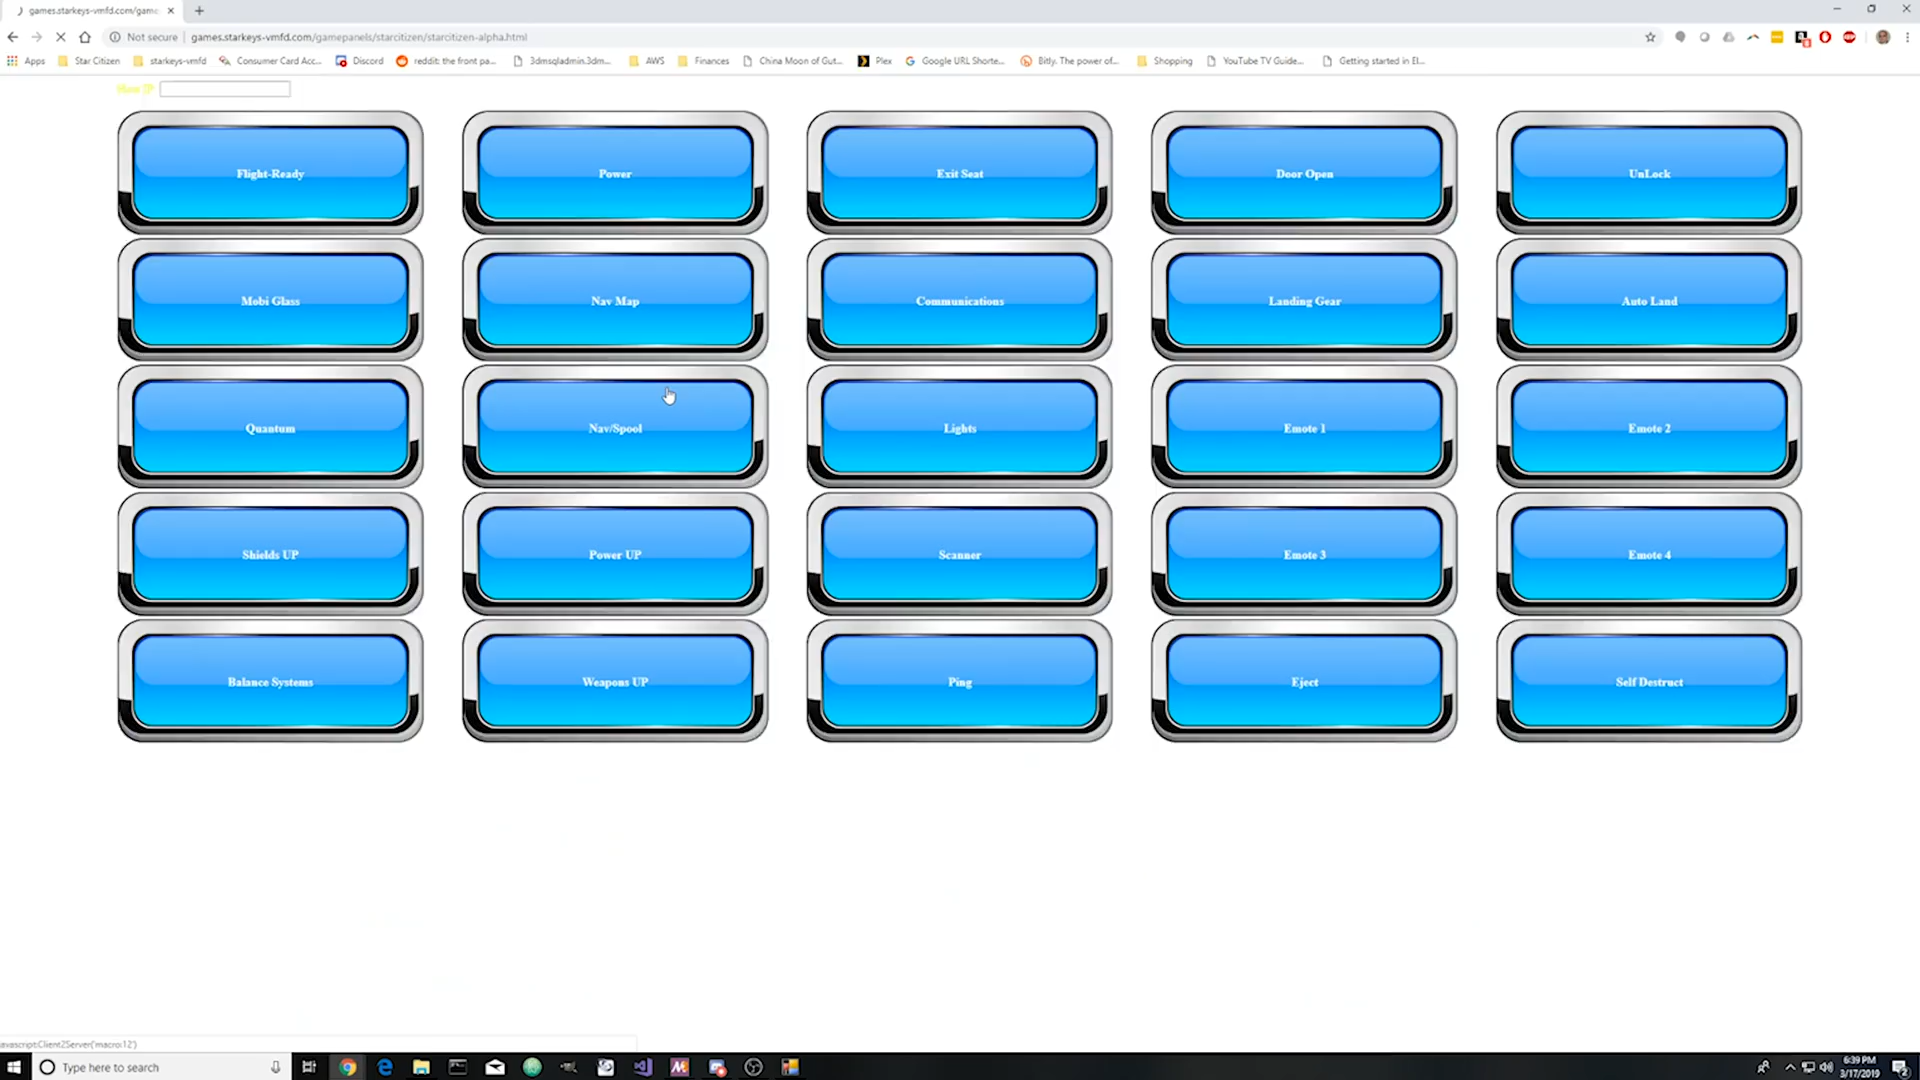 games.starkeys-vmfd.com/game
Not secure
games.starkeys-vmfd.com/gamepanels/starcitizen/starcitizen-alpha.html
Apps
Star Citizen
starkeys-vmfd
Consumer Card Acc...
Discord
reddit: the front pa...
3dmsqladmin.3dm...
AWS
Finances
China Moon of Gut...
Plex
Google URL Shorte...
Bitly. The power of...
Shopping
YouTube TV Guide...
Getting started in El...
Host IP
Flight-Ready
Power
Exit Seat
Door Open
UnLock
Mobi Glass
Nav Map
Communications
Landing Gear
Auto Land
Quantum
Nav/Spool
Lights
Emote 1
Emote 2
Shields UP
Power UP
Scanner
Emote 3
Emote 4
Balance Systems
Weapons UP
Ping
Eject
Self Destruct
avascript:Client2Server('macro:12')
Type here to search
6:39 PM
3/17/2019